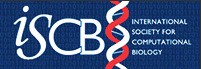 iSCB
INTERNATIONAL
SOCIETY FOR
COMPUTATIONAL
BIOLOGY